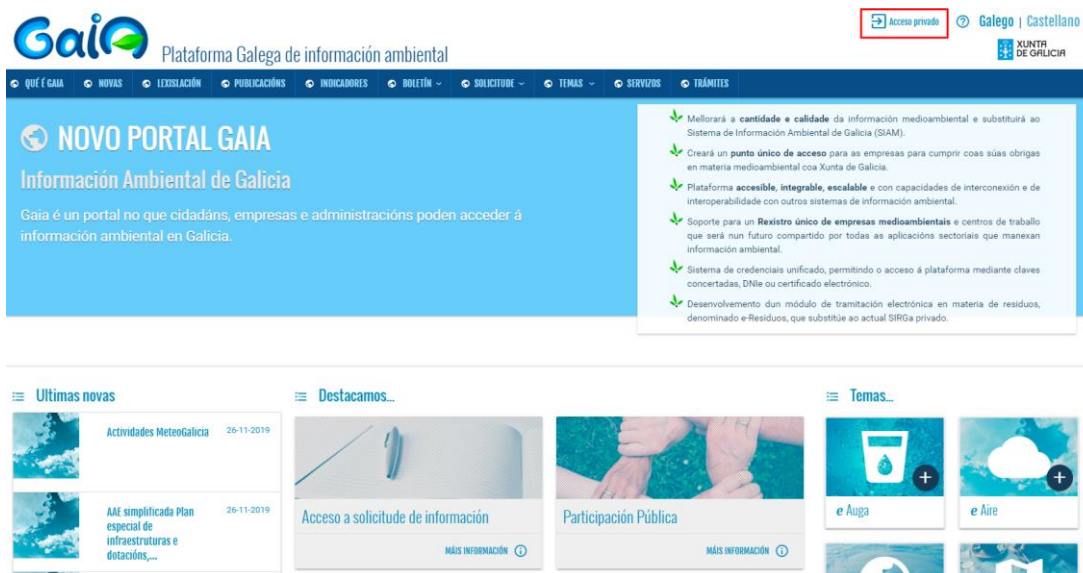 Gaia
Plataforma Galega de información ambiental
Acceso privado
Galego | Castellano
XUNTA
DE GALICIA
QUÉ É GAIA NOVAS LEXISLACIÓN PUBLICACIÓNS INDICADORES BOLETÍN SOLICITUDE TEMAS SERVIZOS TRÁMITES
NOVO PORTAL GAIA
Información Ambiental de Galicia
Gaia é un portal no que cidadáns, empresas e administracións poden acceder á
información ambiental en Galicia.
Mellorará a cantidade e calidade da información medioambiental e substituirá ao
Sistema de Información Ambiental de Galicia (SIAM).
Creará un punto único de acceso para as empresas para cumprir coas súas obrigas
en materia medioambiental coa Xunta de Galicia.
Plataforma accesible, integrable, escalable e con capacidades de interconexión e de
interoperabilidade con outros sistemas de información ambiental.
Soporte para un Rexistro único de empresas medioambientais e centros de traballo
que será nun futuro compartido por todas as aplicacións sectoriais que manexan
información ambiental.
Sistema de credenciais unificado, permitindo o acceso á plataforma mediante claves
concertadas, DNIe ou certificado electrónico.
Desenvolvemento dun módulo de tramitación electrónica en materia de residuos,
denominado e-Residuos, que substitúe ao actual SIRGa privado.
Ultimas novas
Actividades MeteoGalicia 26-11-2019
AAE simplificada Plan 26-11-2019
especial de
infraestruturas e
dotacións,...
Destacamos...
Acceso a solicitude de información
MÁIS INFORMACIÓN
Participación Pública
MÁIS INFORMACIÓN
Temas...
e Auga
e Aire